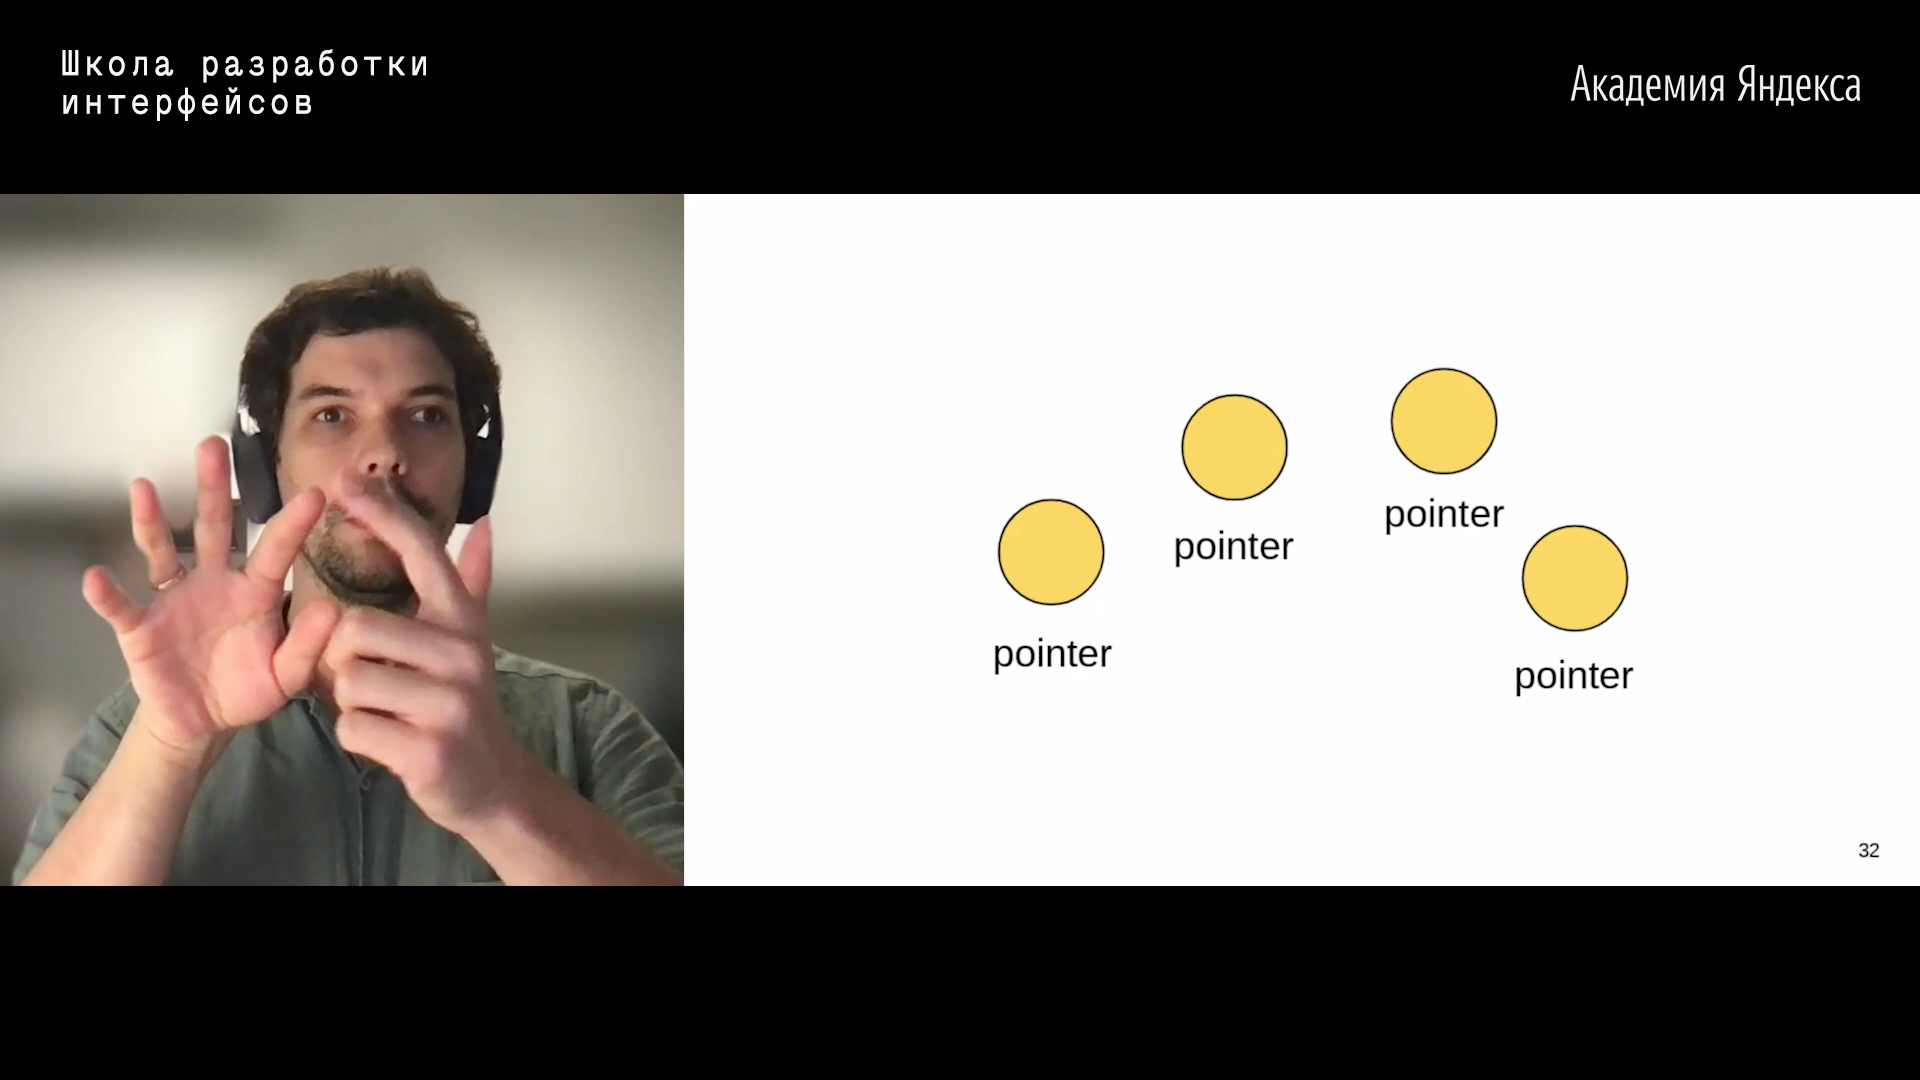 Школа разработки
интерфейсов
Академия Яндекса
pointer
pointer
pointer
pointer
32